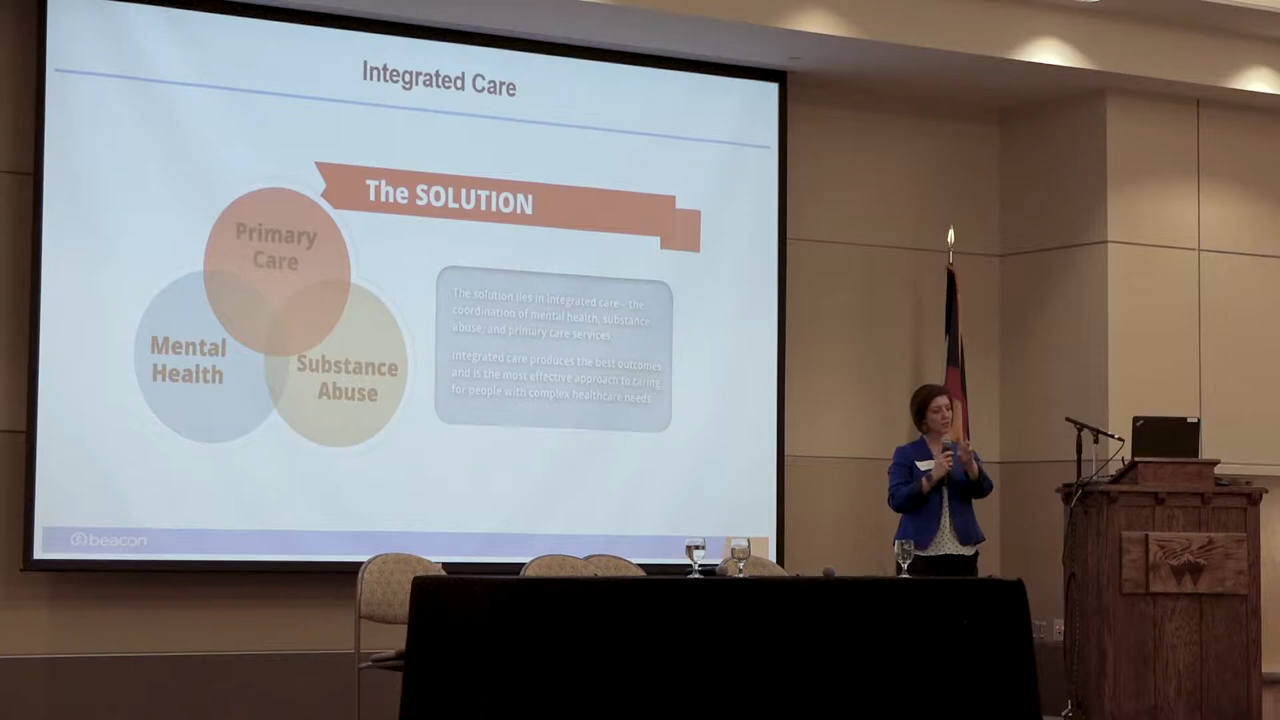 Integrated Care
The SOLUTION
Primary
Care
Mental
Health
Substance
Abuse
The solution lies in integrated care – the
coordination of mental health, substance
abuse, and primary care services.
Integrated care produces the best outcomes
and is the most effective approach to caring
for people with complex healthcare needs.
beacon